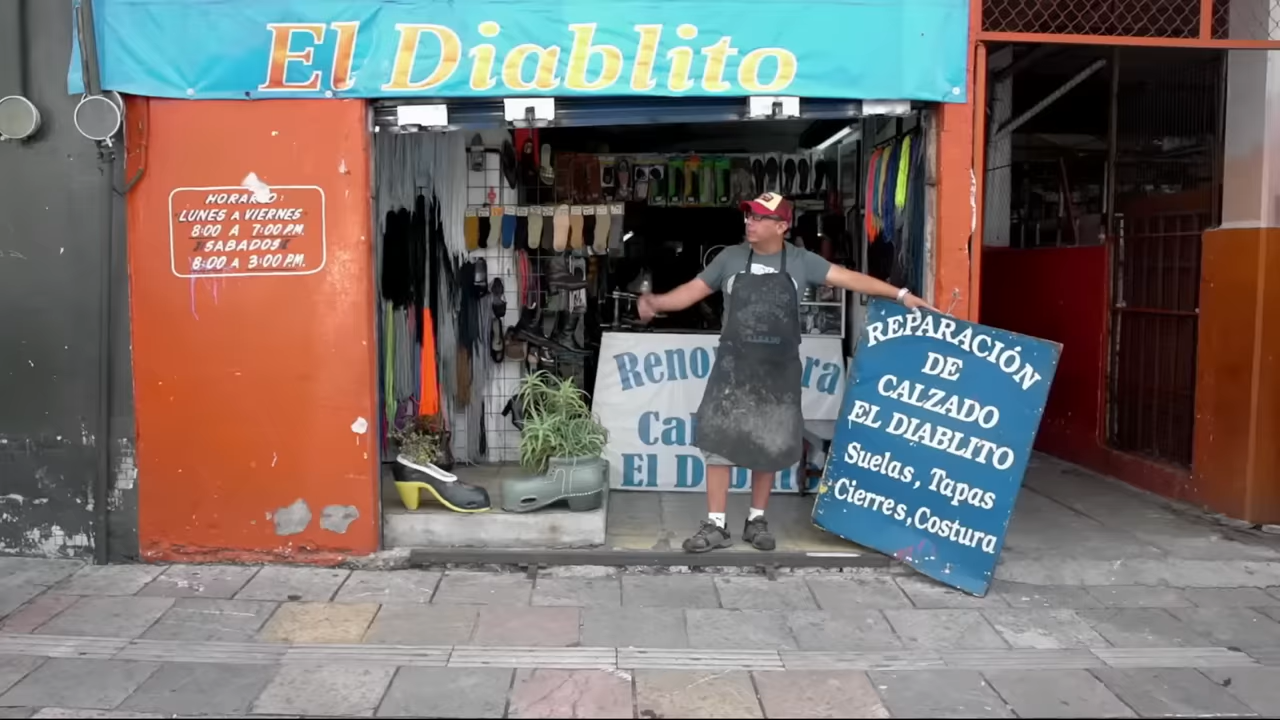 El Diablito
HORARIO:
LUNES A VIERNES
8:00 A 7:00 P.M.
SABADOS
8:00 A 3:00 P.M.
REPARACIÓN
DE
CALZADO
EL DIABLITO
Suelas, Tapas
Cierres, Costura
El